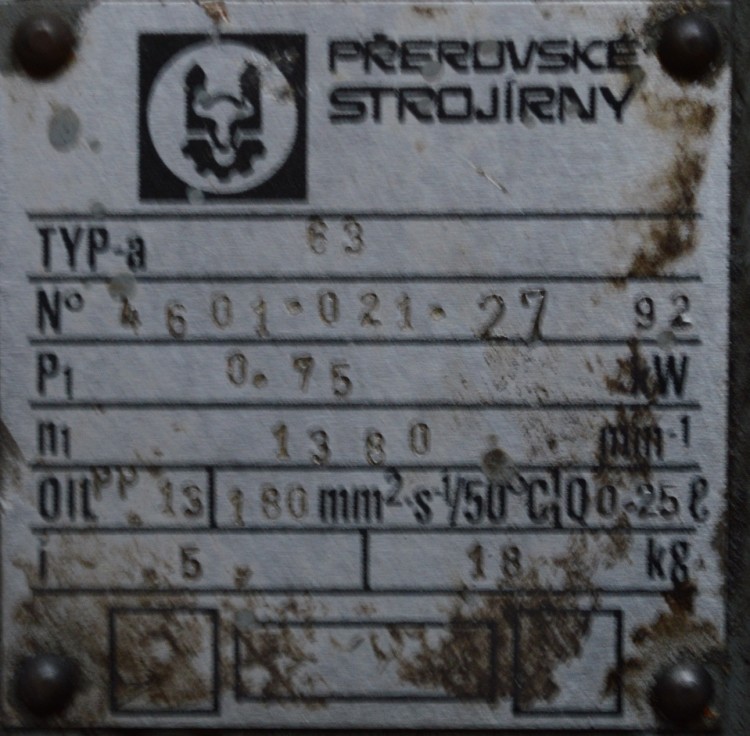 PŘEROVSKÉ
STROJÍRNY
TYP-a 63
Nº 4601·021·27 92
P1 0.75 kW
n1 1380 min-1
OIL PP 13 180 mm²·s-¹/50°C Q 0.25 ℓ
i 5 18 kg